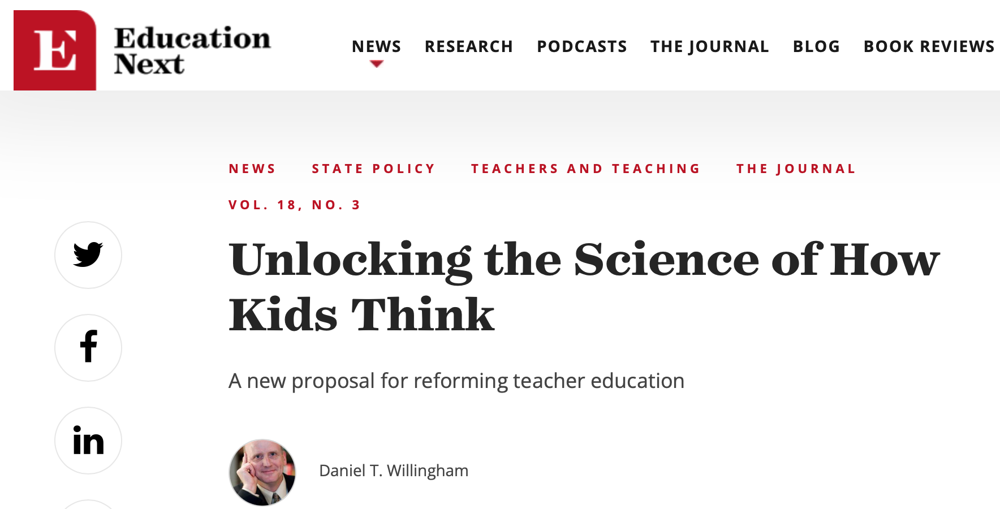 Education
Next
NEWS RESEARCH PODCASTS THE JOURNAL BLOG BOOK REVIEWS
NEWS STATE POLICY TEACHERS AND TEACHING THE JOURNAL
VOL. 18, NO. 3
Unlocking the Science of How
Kids Think
A new proposal for reforming teacher education
Daniel T. Willingham